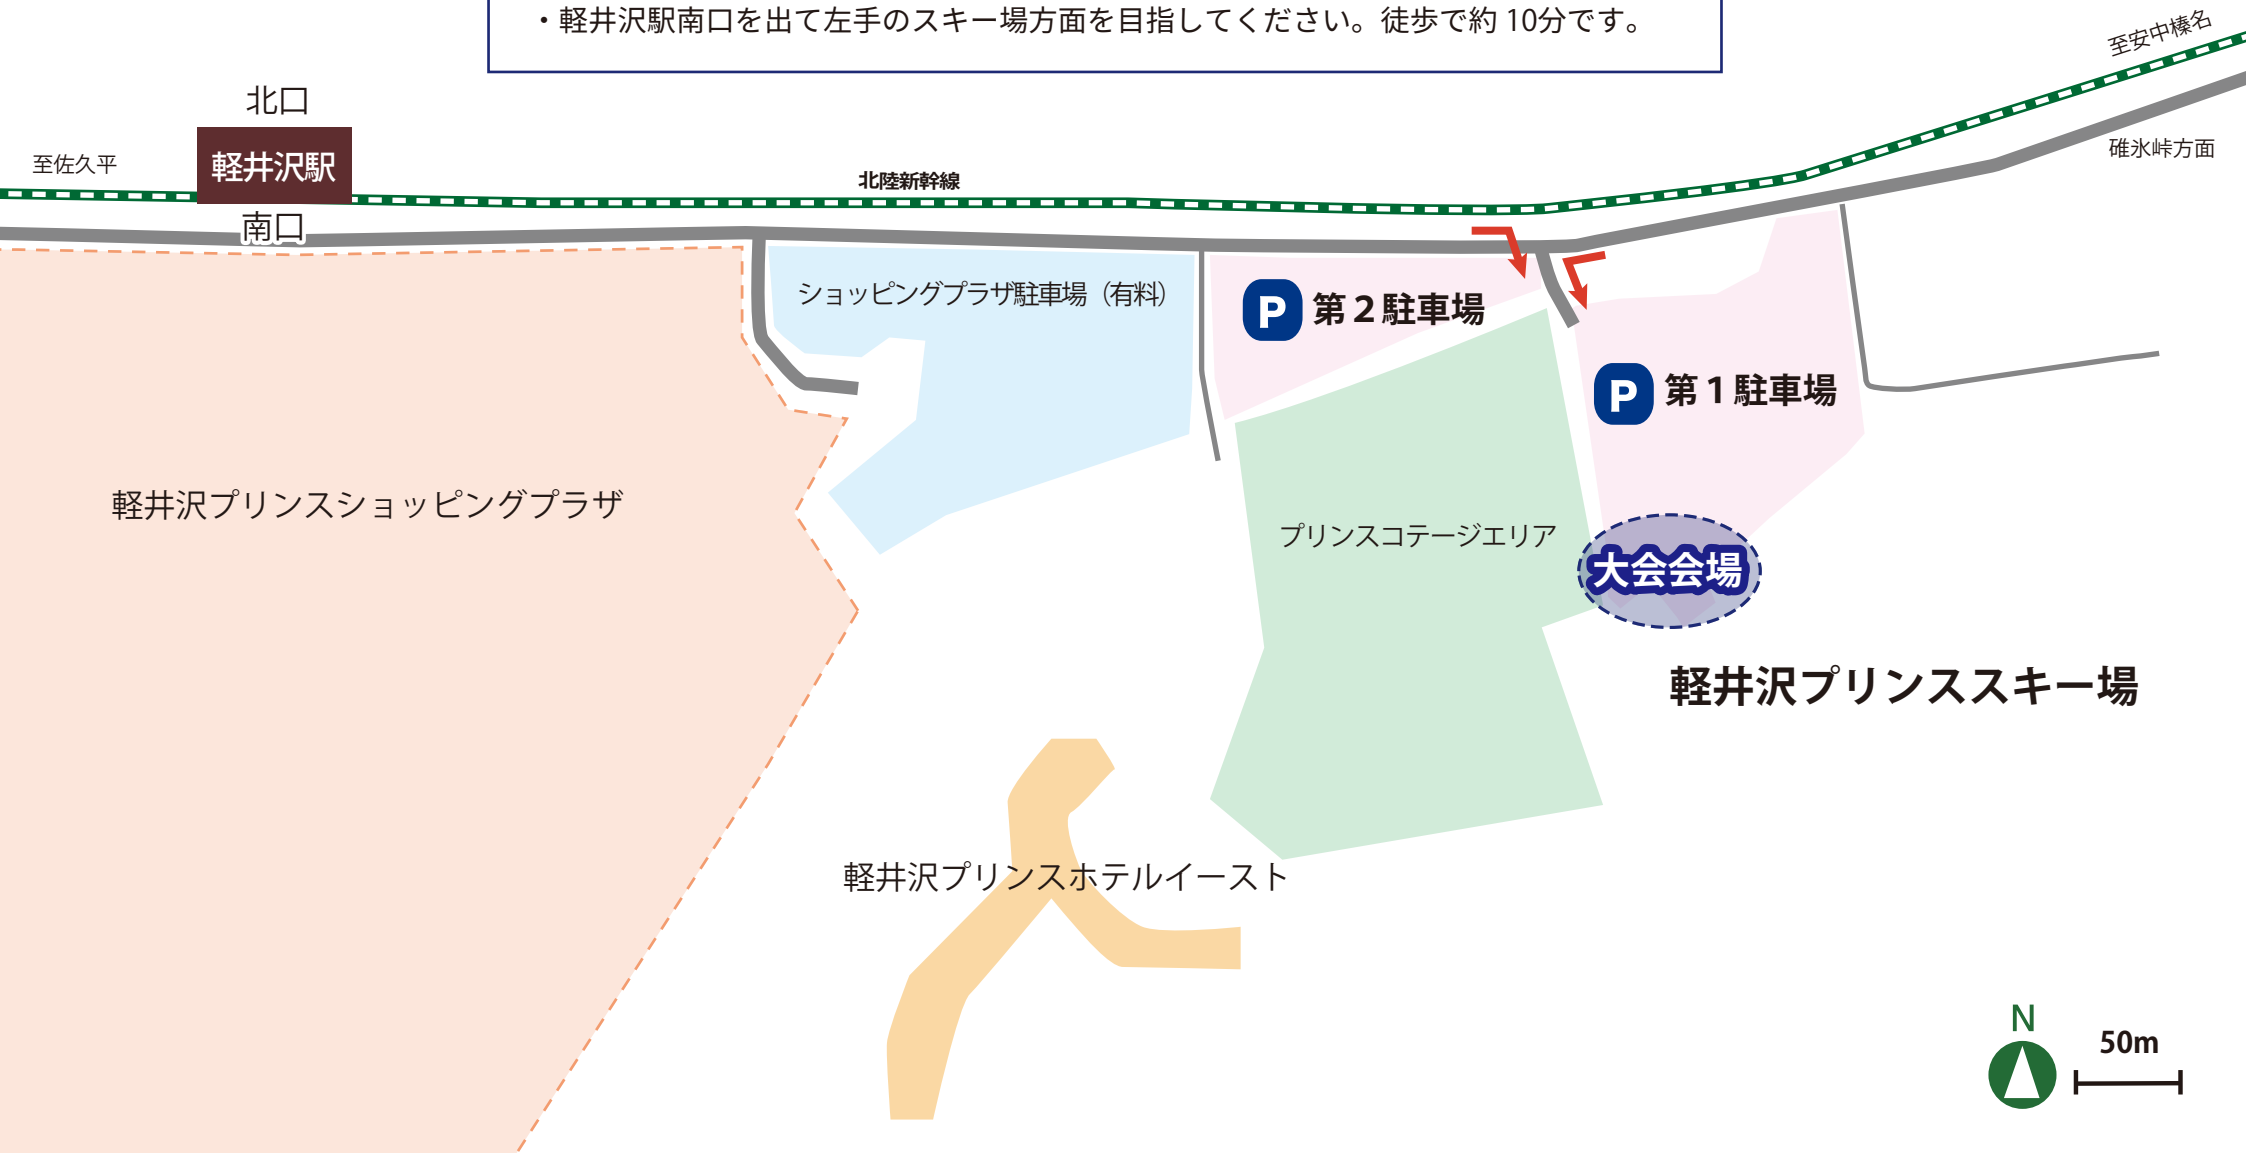 ・軽井沢駅南口を出て左手のスキー場方面を目指してください。徒歩で約 10分です。
至安中榛名
北口
軽井沢駅
至佐久平
南口
北陸新幹線
碓氷峠方面
ショッピングプラザ駐車場（有料）
P 第２駐車場
P 第１駐車場
軽井沢プリンスショッピングプラザ
プリンスコテージエリア
大会会場
軽井沢プリンススキー場
軽井沢プリンスホテルイースト
N
50m